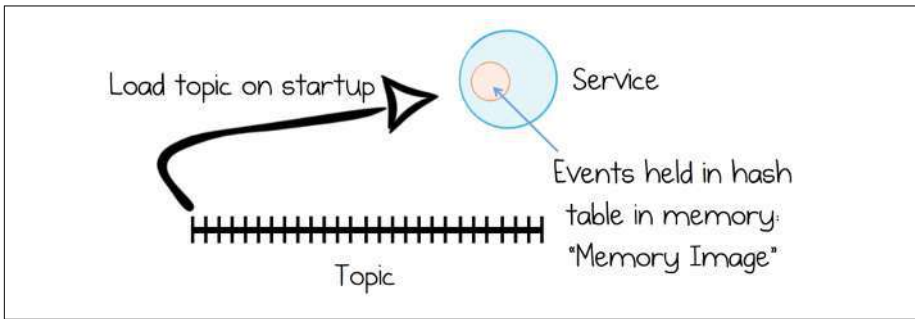 Load topic on startup
Service
Events held in hash
table in memory:
“Memory Image”
Topic